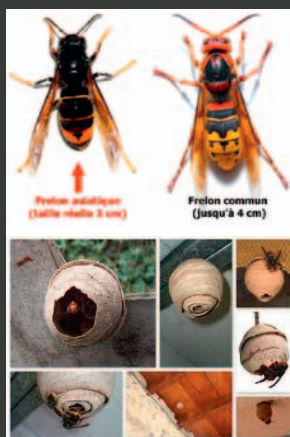 Frelon asiatique
(taille réelle 3 cm)
Frelon commun
(jusqu'à 4 cm)